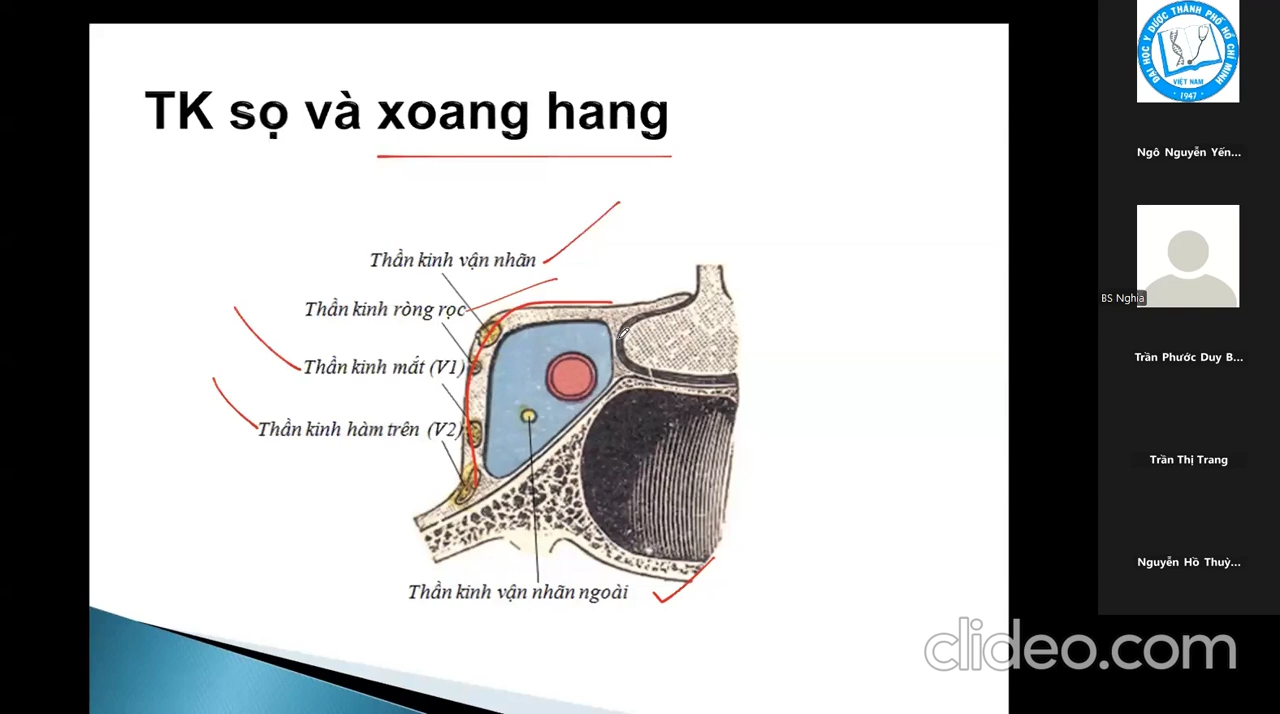 TK sọ và xoang hang
Thần kinh vận nhãn
Thần kinh ròng rọc
Thần kinh mắt (V1)
Thần kinh hàm trên (V2)
Thần kinh vận nhãn ngoài
ĐẠI HỌC Y DƯỢC THÀNH PHỐ HỒ CHÍ MINH
VIỆT NAM
1947
Ngô Nguyễn Yến...
BS Nghia
Trần Phước Duy B...
Trần Thị Trang
Nguyễn Hồ Thuỳ...
clideo.com